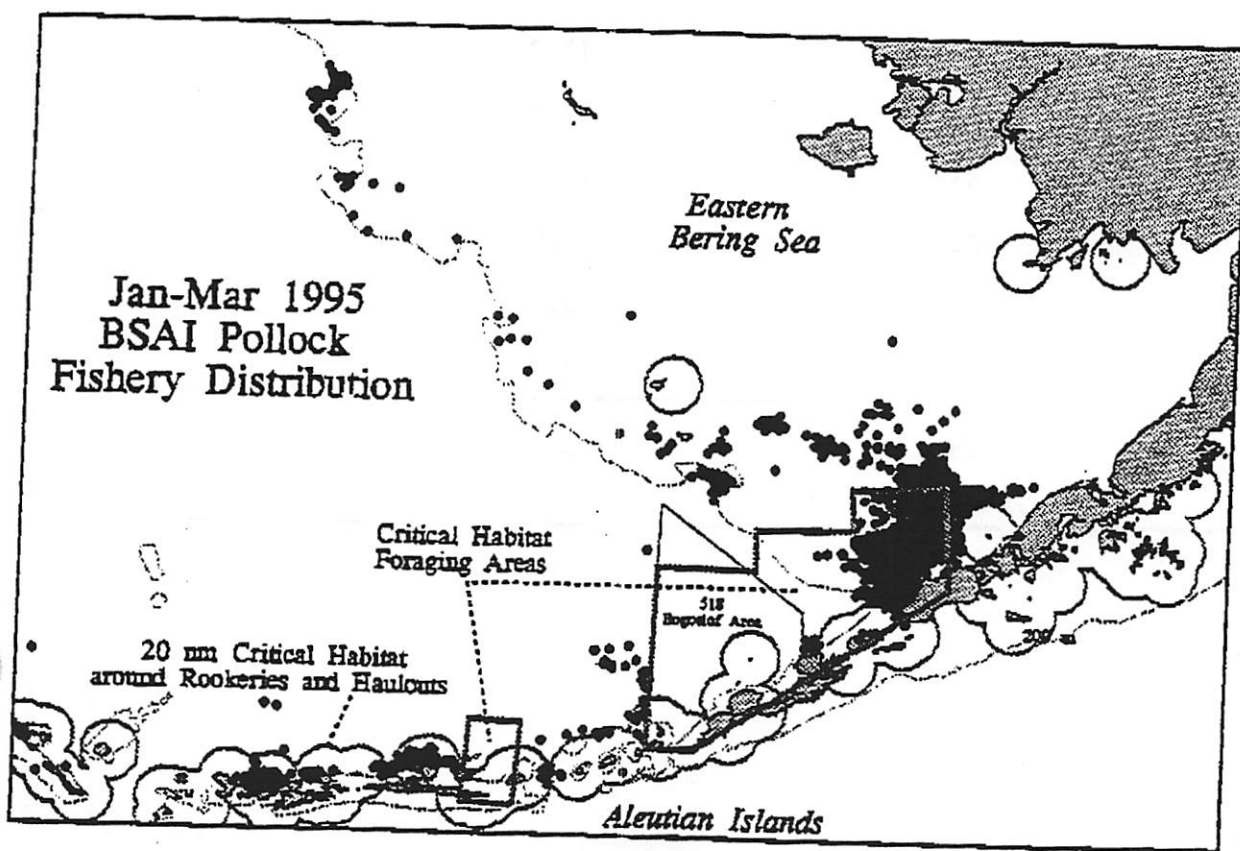 Eastern
Bering Sea
Jan-Mar 1995
BSAI Pollock
Fishery Distribution
Critical Habitat
Foraging Areas
518
Bogoslof Area
20 nm Critical Habitat
around Rookeries and Haulouts
200 m
Aleutian Islands